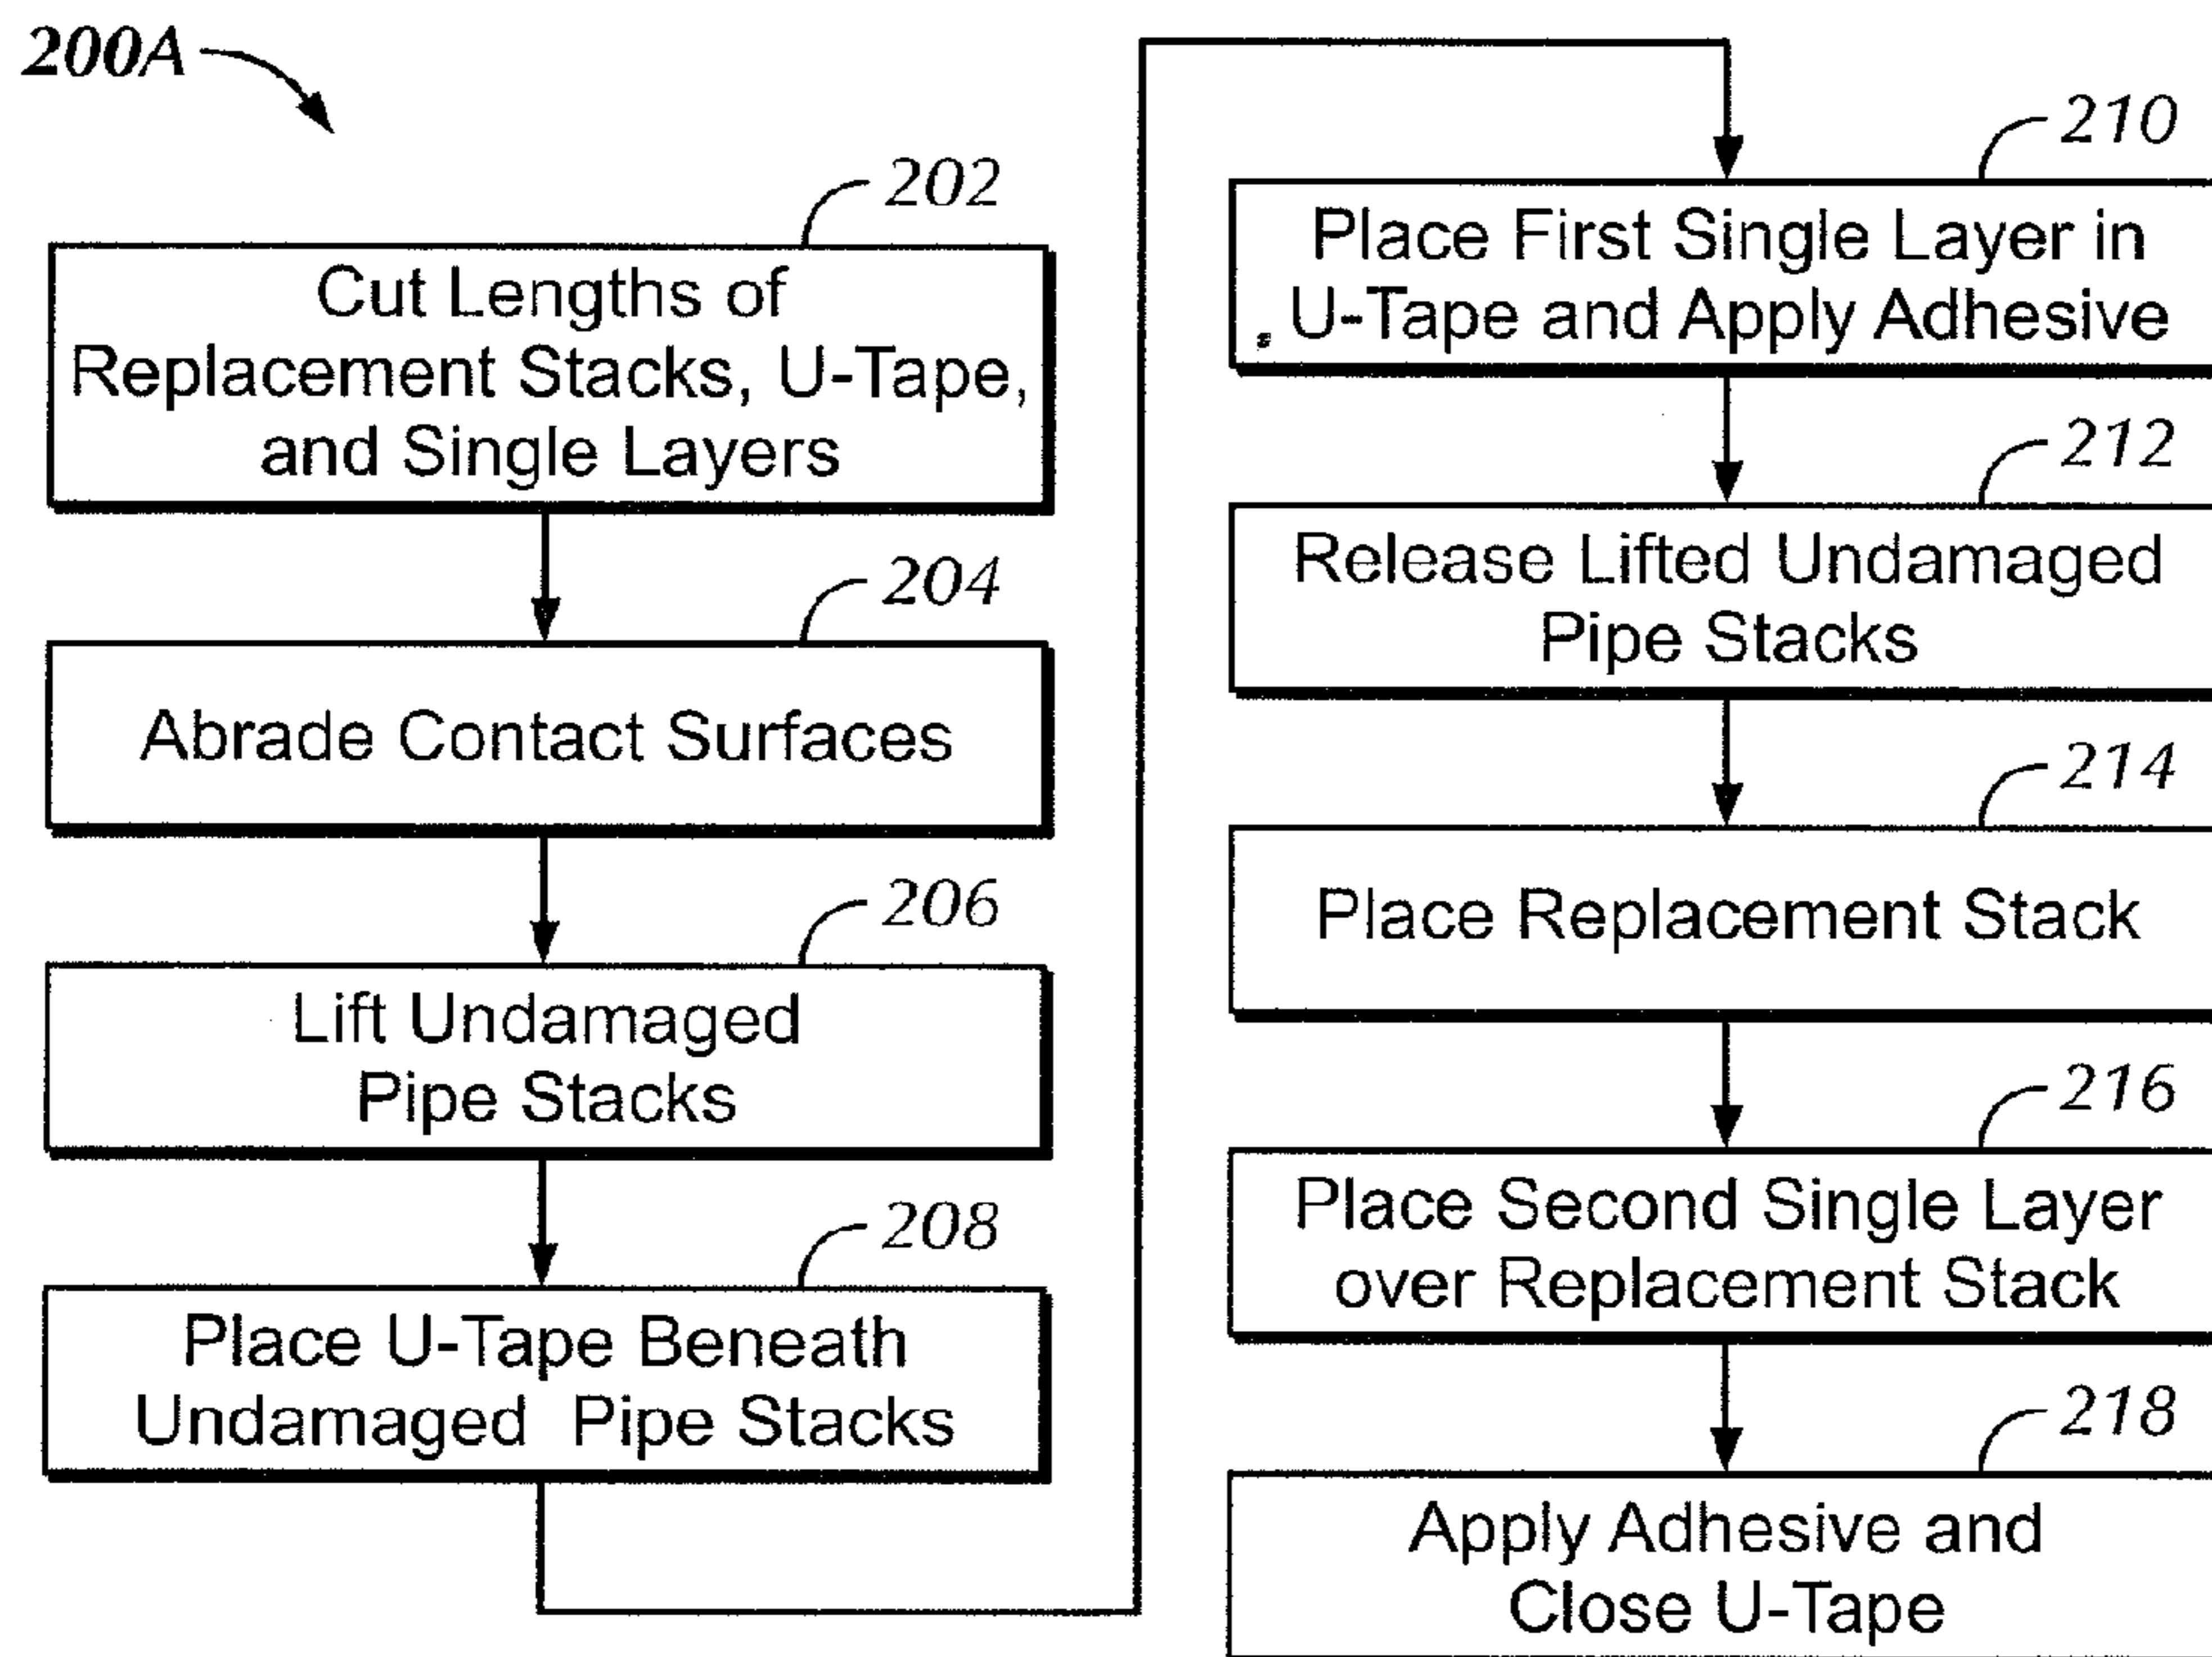 200A
202
Cut Lengths of
Replacement Stacks, U-Tape,
and Single Layers
204
Abrade Contact Surfaces
206
Lift Undamaged
Pipe Stacks
208
Place U-Tape Beneath
Undamaged Pipe Stacks
210
Place First Single Layer in
U-Tape and Apply Adhesive
212
Release Lifted Undamaged
Pipe Stacks
214
Place Replacement Stack
216
Place Second Single Layer
over Replacement Stack
218
Apply Adhesive and
Close U-Tape